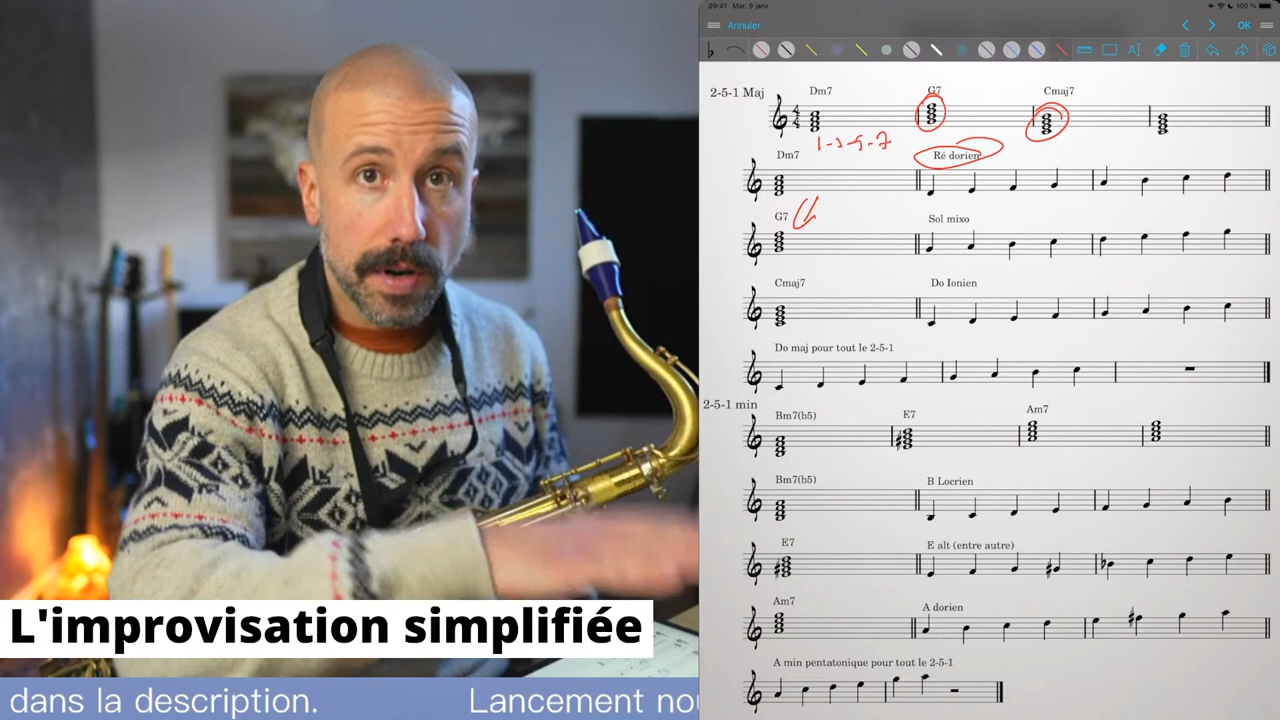 09:41 Mar. 9 janv.
100 %
Annuler
OK
2-5-1 Maj
Dm7 G7 Cmaj7
1-3-5-7
Dm7 Ré dorien
G7 Sol mixo
Cmaj7 Do Ionien
Do maj pour tout le 2-5-1
2-5-1 min
Bm7(b5) E7 Am7
Bm7(b5) B Locrien
E7 E alt (entre autre)
Am7 A dorien
A min pentatonique pour tout le 2-5-1
L'improvisation simplifiée
dans la description. Lancement